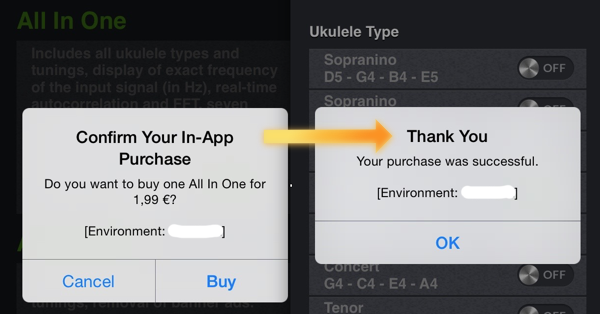 All In One
Includes all ukulele types and
tunings, display of exact frequency
of the input signal (in Hz), real-time
autocorrelation and FFT, seven
Confirm Your In-App
Purchase
Do you want to buy one All In One for
1,99 €?
[Environment: ]
Cancel
Buy
tunings, removal of banner ads.
Ukulele Type
Sopranino
D5 - G4 - B4 - E5
OFF
Sopranino
Thank You
Your purchase was successful.
[Environment: ]
OK
Concert
G4 - C4 - E4 - A4
OFF
Tenor